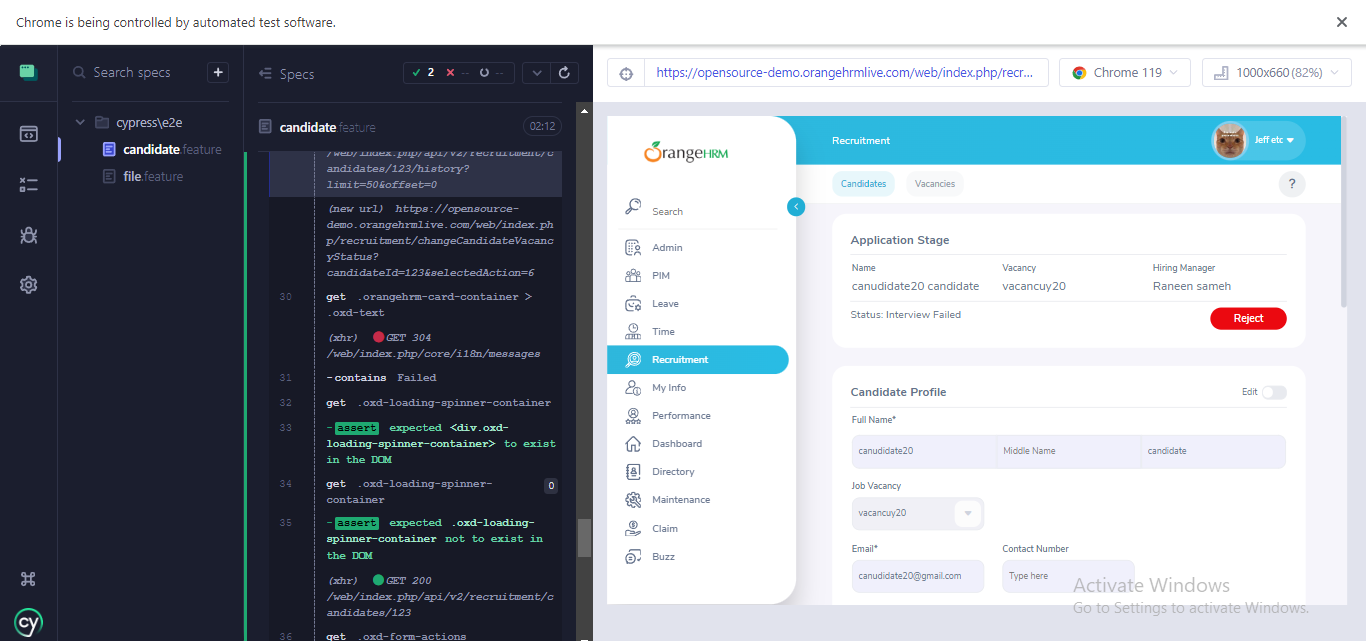 Chrome is being controlled by automated test software.
Search specs
+
cypress\e2e
candidate.feature
file.feature
cy
Specs
2
--
--
candidate.feature
02:12
/web/index.php/api/v2/recruitment/c
andidates/123/history?
limit=50&offset=0
(new url) https://opensource-
demo.orangehrmlive.com/web/index.ph
p/recruitment/changeCandidateVacanc
yStatus?
candidateId=123&selectedAction=6
30 get .orangehrm-card-container >
.oxd-text
(xhr) GET 304
/web/index.php/core/i18n/messages
31 -contains Failed
32 get .oxd-loading-spinner-container
33 -assert expected <div.oxd-
loading-spinner-container> to exist
in the DOM
34 get .oxd-loading-spinner-
container
0
35 -assert expected .oxd-loading-
spinner-container not to exist in
the DOM
(xhr) GET 200
/web/index.php/api/v2/recruitment/c
andidates/123
36 get .oxd-form-actions
https://opensource-demo.orangehrmlive.com/web/index.php/recr...
Chrome 119
1000x660 (82%)
OrangeHRM
Search
Admin
PIM
Leave
Time
Recruitment
My Info
Performance
Dashboard
Directory
Maintenance
Claim
Buzz
Recruitment
Jeff etc
Candidates
Vacancies
?
Application Stage
Name
Vacancy
Hiring Manager
canudidate20 candidate
vacancuy20
Raneen sameh
Status: Interview Failed
Reject
Candidate Profile
Edit
Full Name*
canudidate20
Middle Name
candidate
Job Vacancy
vacancuy20
Email*
Contact Number
canudidate20@gmail.com
Type here
Activate Windows
Go to Settings to activate Windows.